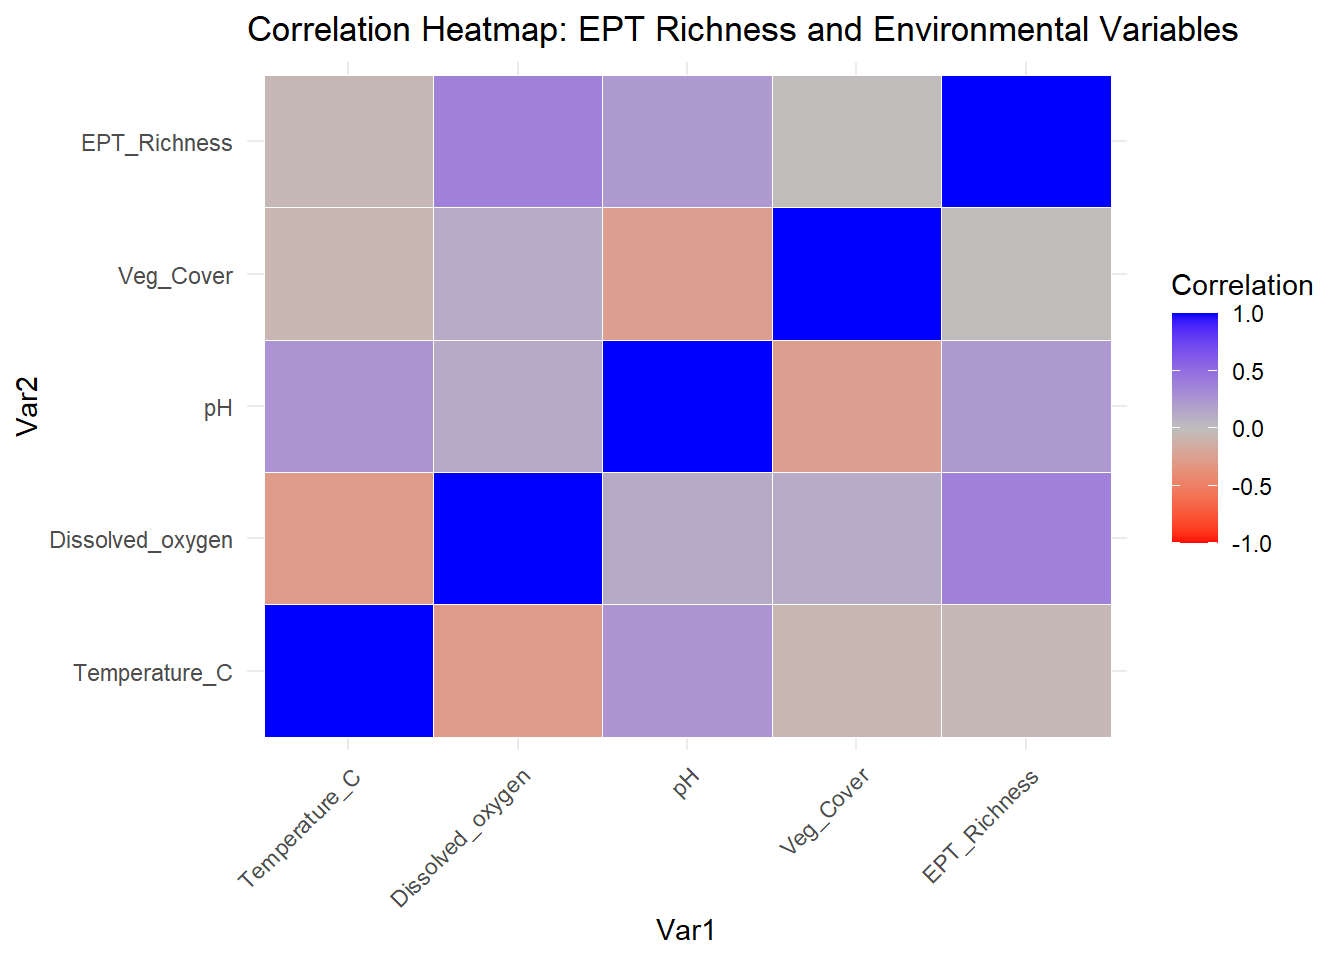 Correlation Heatmap: EPT Richness and Environmental Variables
EPT_Richness
Veg_Cover
pH
Dissolved_oxygen
Temperature_C
Var2
Temperature_C
Dissolved_oxygen
pH
Veg_Cover
EPT_Richness
Var1
Correlation
1.0
0.5
0.0
-0.5
-1.0